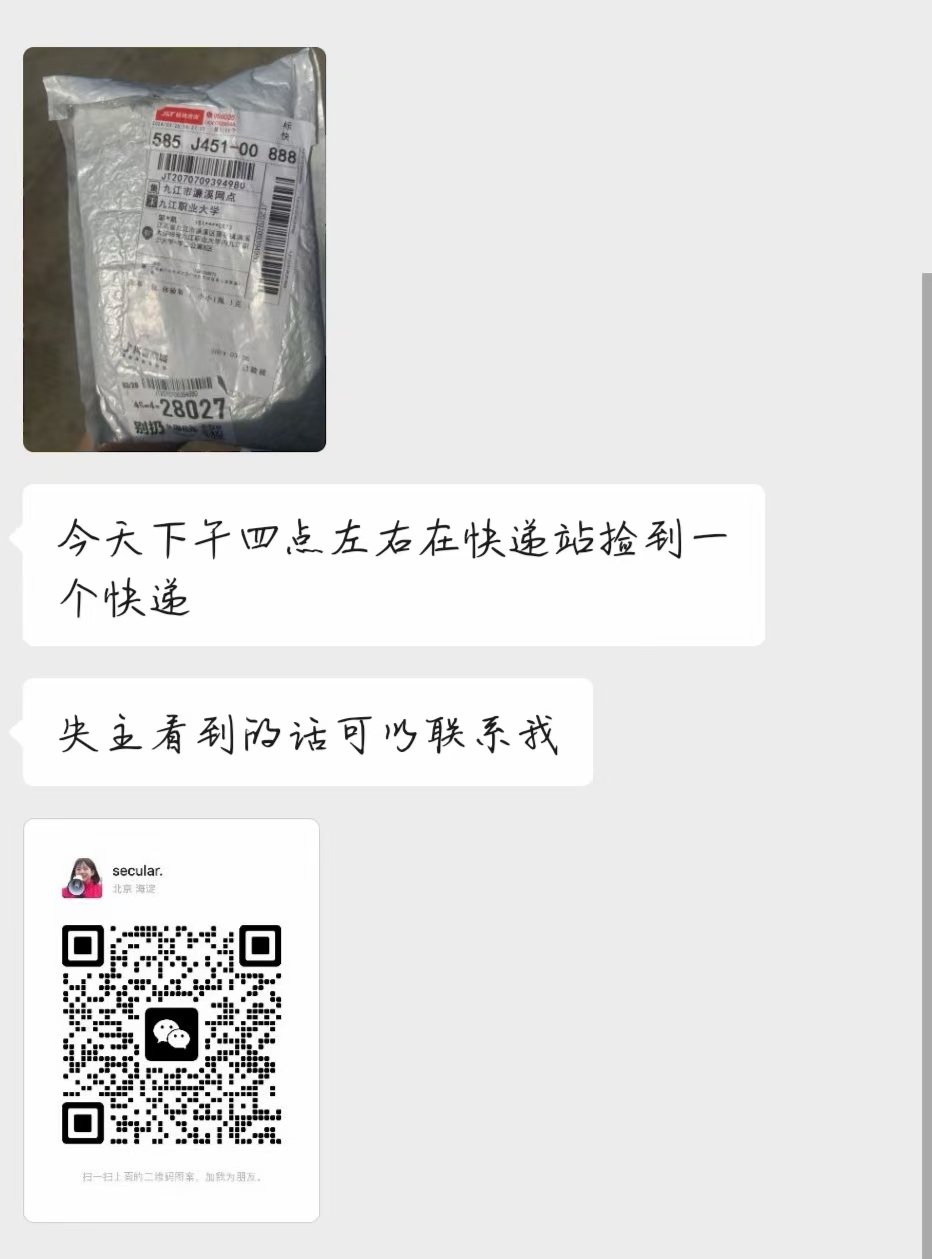 J&T 极兔速递
585 J451-00 888
标快
JT2070709394980
集 九江市濂溪网点
九江职业大学
28027
别扔
今天下午四点左右在快递站捡到一
个快递
失主看到的话可以联系我
secular.
北京 海淀
扫一扫上面的二维码图案，加我为朋友。